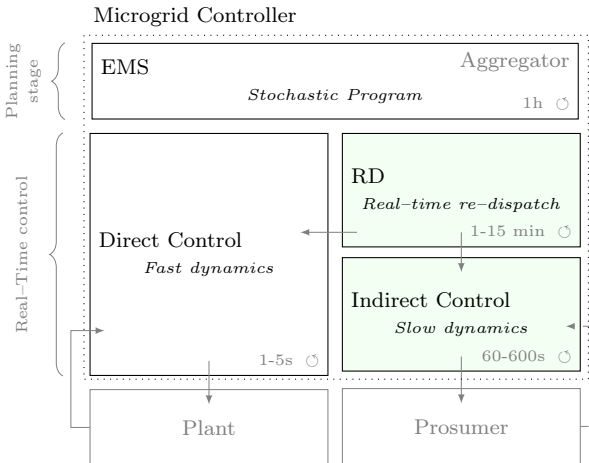 Microgrid Controller
Planning
stage
EMS
Aggregator
Stochastic Program
1h
Real–Time control
RD
Real–time re–dispatch
1-15 min
Direct Control
Fast dynamics
1-5s
Indirect Control
Slow dynamics
60-600s
Plant
Prosumer